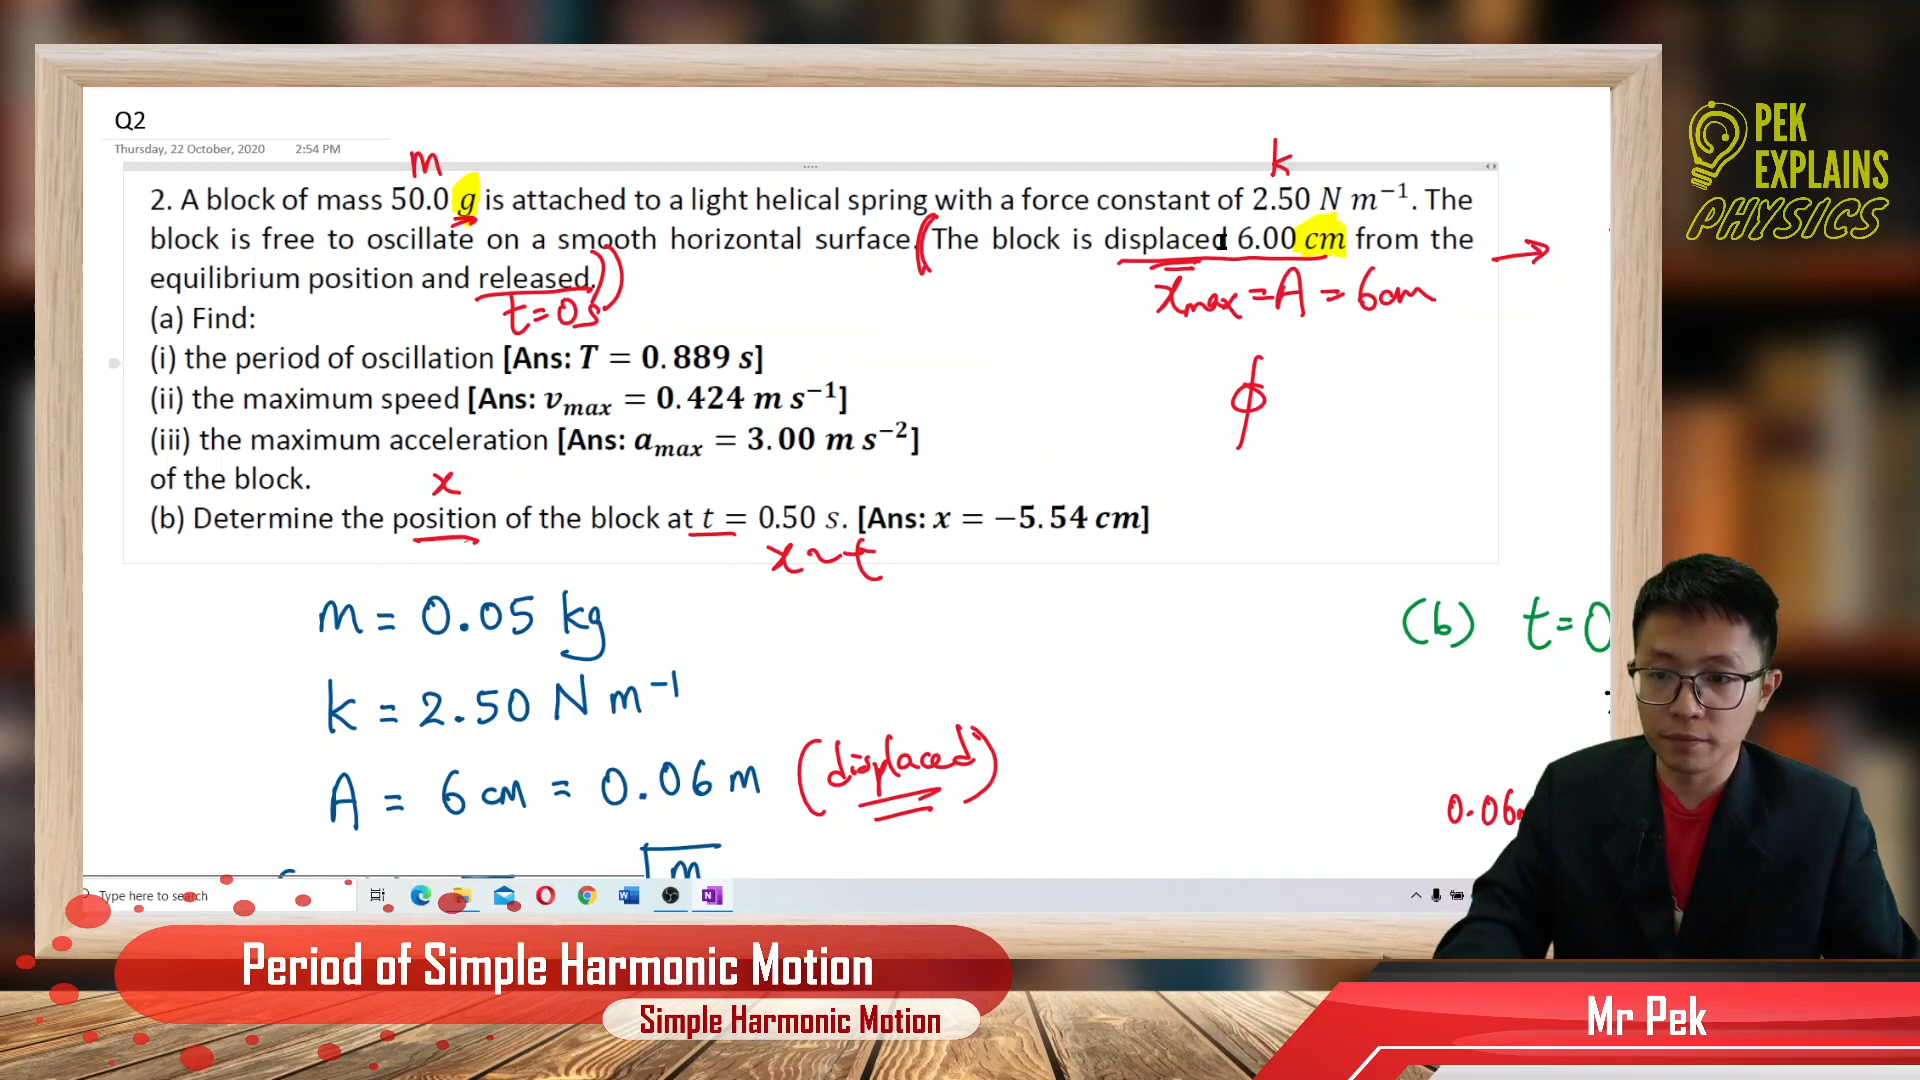 Q2
Thursday, 22 October, 2020 2:54 PM
m k
2. A block of mass 50.0 g is attached to a light helical spring with a force constant of 2.50 N m⁻¹. The
block is free to oscillate on a smooth horizontal surface. (The block is displaced 6.00 cm from the
equilibrium position and released.)
t = 0s
x_max = A = 6cm
(a) Find:
(i) the period of oscillation [Ans: T = 0.889 s]
ϕ
(ii) the maximum speed [Ans: v_max = 0.424 m s⁻¹]
(iii) the maximum acceleration [Ans: a_max = 3.00 m s⁻²]
of the block.
x
(b) Determine the position of the block at t = 0.50 s. [Ans: x = −5.54 cm]
x ~ t
m = 0.05 kg
k = 2.50 N m⁻¹
A = 6 cm = 0.06 m (displaced)
m
(b) t = 0
0.06
Type here to search
PEK
EXPLAINS
PHYSICS
Period of Simple Harmonic Motion
Simple Harmonic Motion
Mr Pek